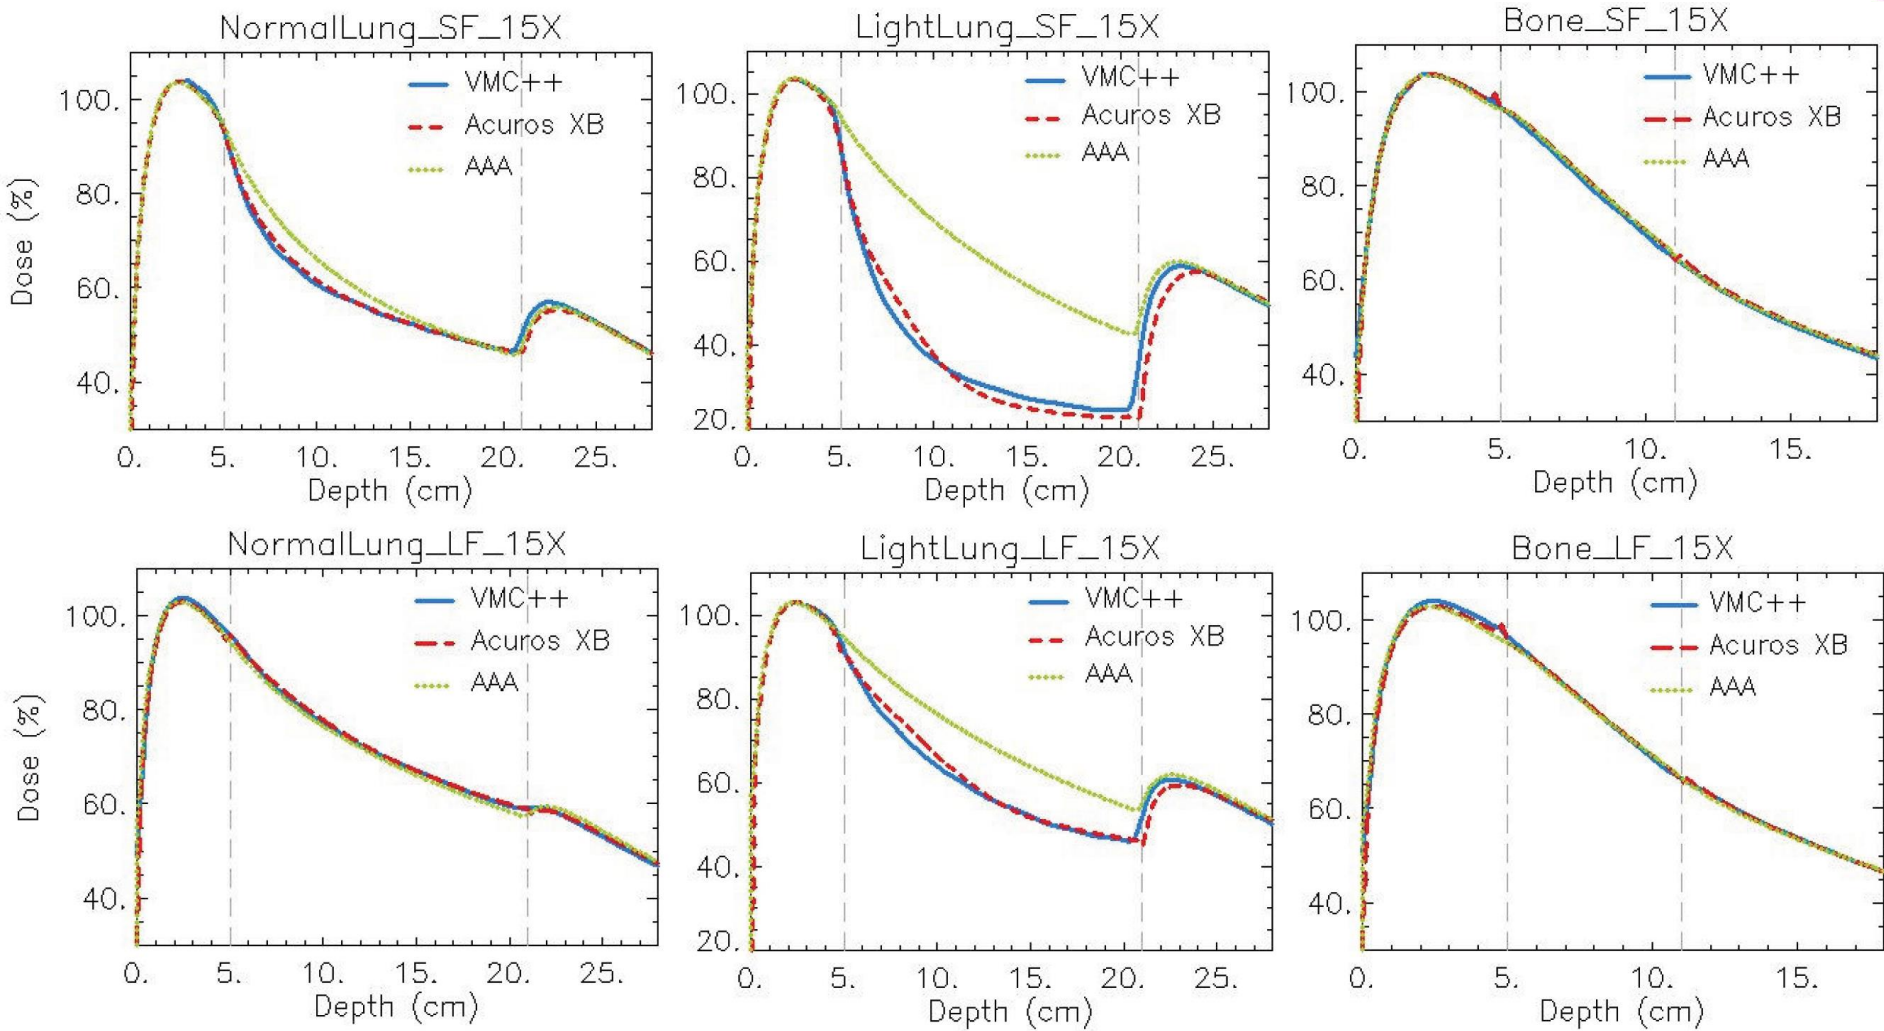 NormalLung_SF_15X
VMC++
Acuros XB
AAA
100.
80.
60.
40.
Dose (%)
0. 5. 10. 15. 20. 25.
Depth (cm)
LightLung_SF_15X
VMC++
Acuros XB
AAA
100.
80.
60.
40.
20.
0. 5. 10. 15. 20. 25.
Depth (cm)
Bone_SF_15X
VMC++
Acuros XB
AAA
100.
80.
60.
40.
0. 5. 10. 15.
Depth (cm)
NormalLung_LF_15X
VMC++
Acuros XB
AAA
100.
80.
60.
40.
Dose (%)
0. 5. 10. 15. 20. 25.
Depth (cm)
LightLung_LF_15X
VMC++
Acuros XB
AAA
100.
80.
60.
40.
20.
0. 5. 10. 15. 20. 25.
Depth (cm)
Bone_LF_15X
VMC++
Acuros XB
AAA
100.
80.
60.
40.
0. 5. 10. 15.
Depth (cm)